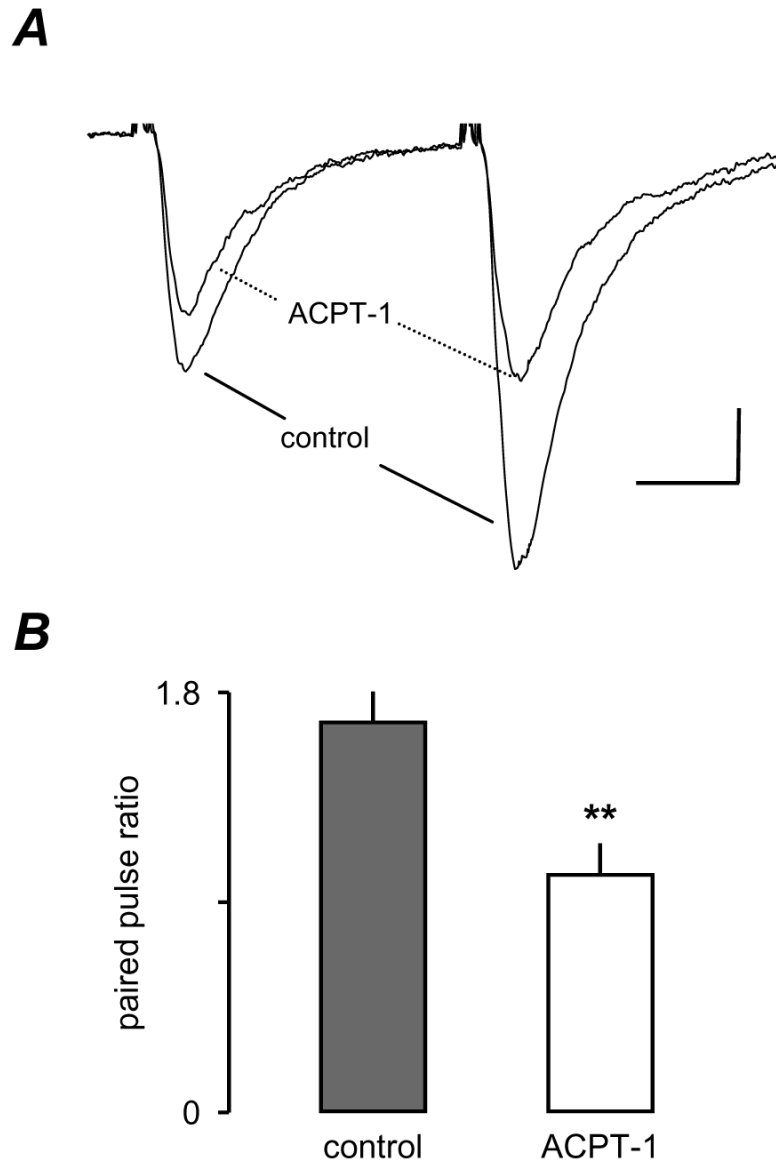 A
ACPT-1
control
B
1.8
paired pulse ratio
**
0
control ACPT-1